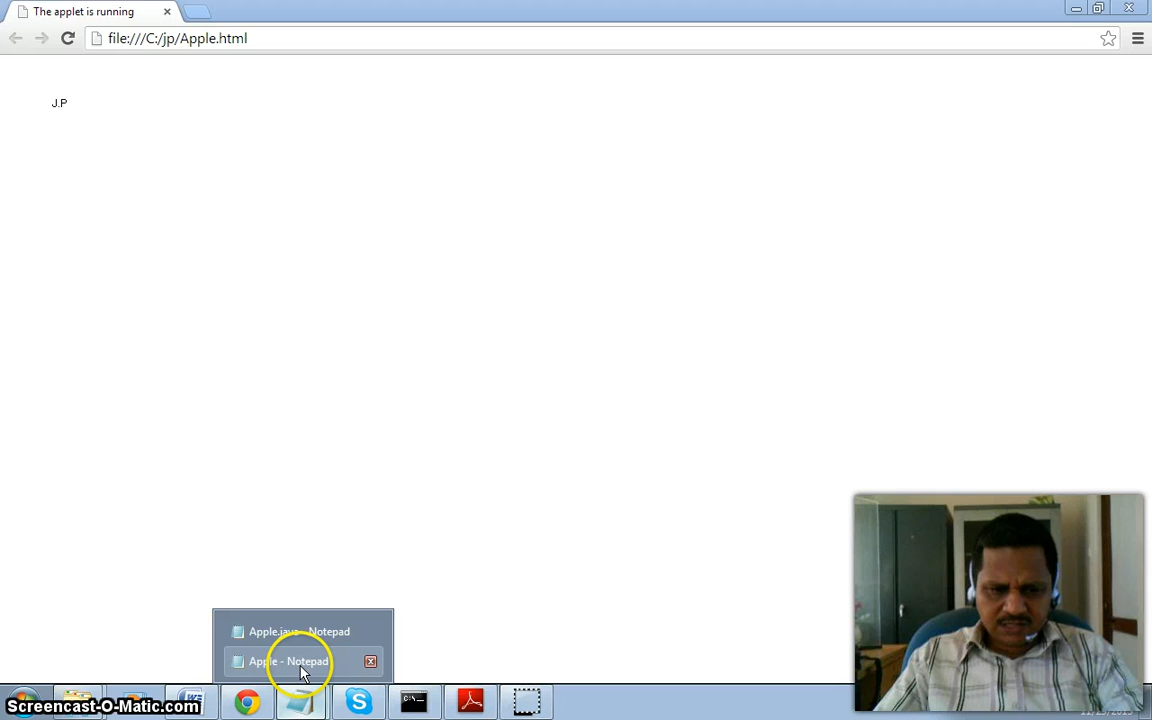 The applet is running
file:///C:/jp/Apple.html
J.P
Apple.java - Notepad
Apple - Notepad
Screencast-O-Matic.com